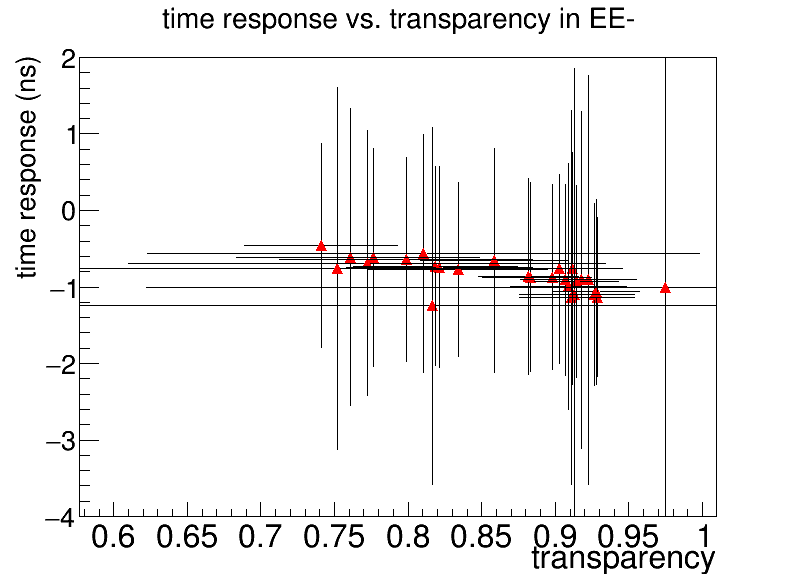 time response vs. transparency in EE-
time response (ns)
2
1
0
−1
−2
−3
−4
0.6 0.65 0.7 0.75 0.8 0.85 0.9 0.95 1
transparency